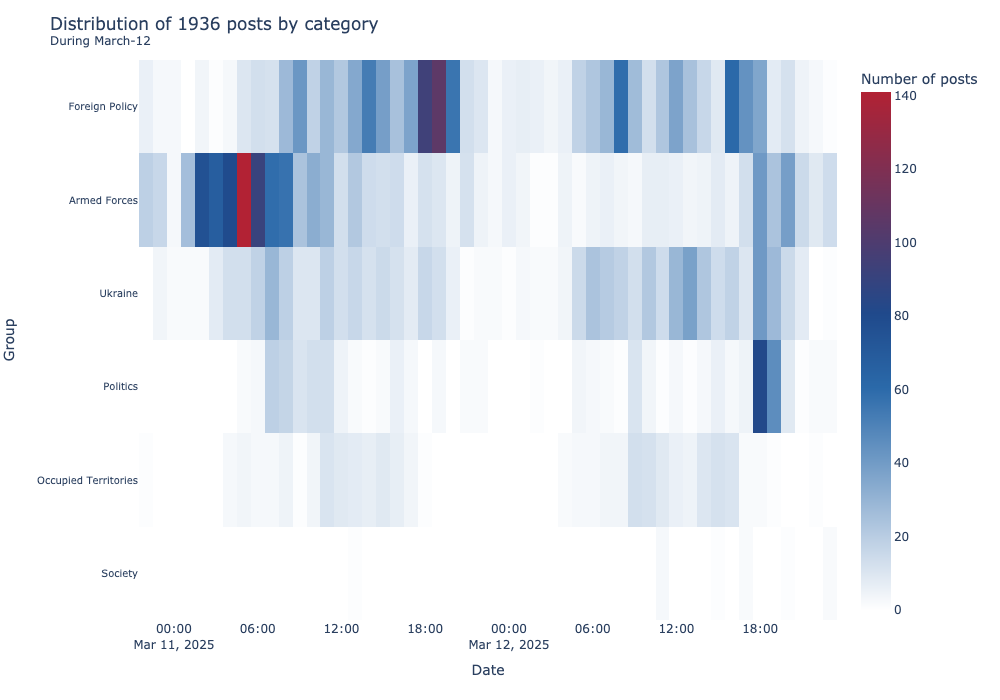 Distribution of 1936 posts by category
During March-12
Number of posts
140
120
100
80
60
40
20
0
Group
Foreign Policy
Armed Forces
Ukraine
Politics
Occupied Territories
Society
00:00 06:00 12:00 18:00 00:00 06:00 12:00 18:00
Mar 11, 2025 Mar 12, 2025
Date